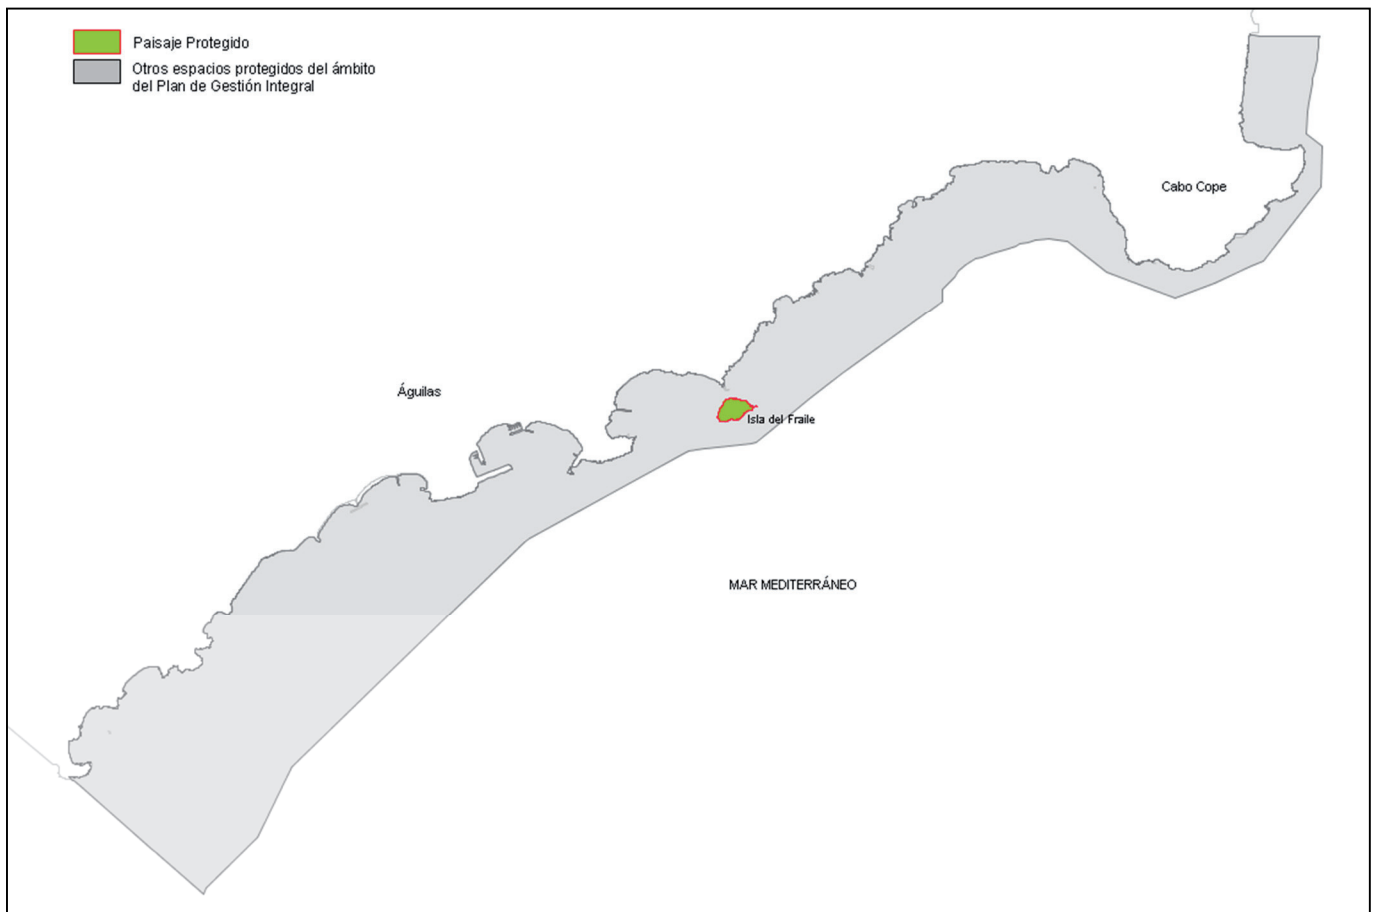 Paisaje Protegido
Otros espacios protegidos del ámbito
del Plan de Gestión Integral
Cabo Cope
Águilas
Isla del Fraile
MAR MEDITERRÁNEO